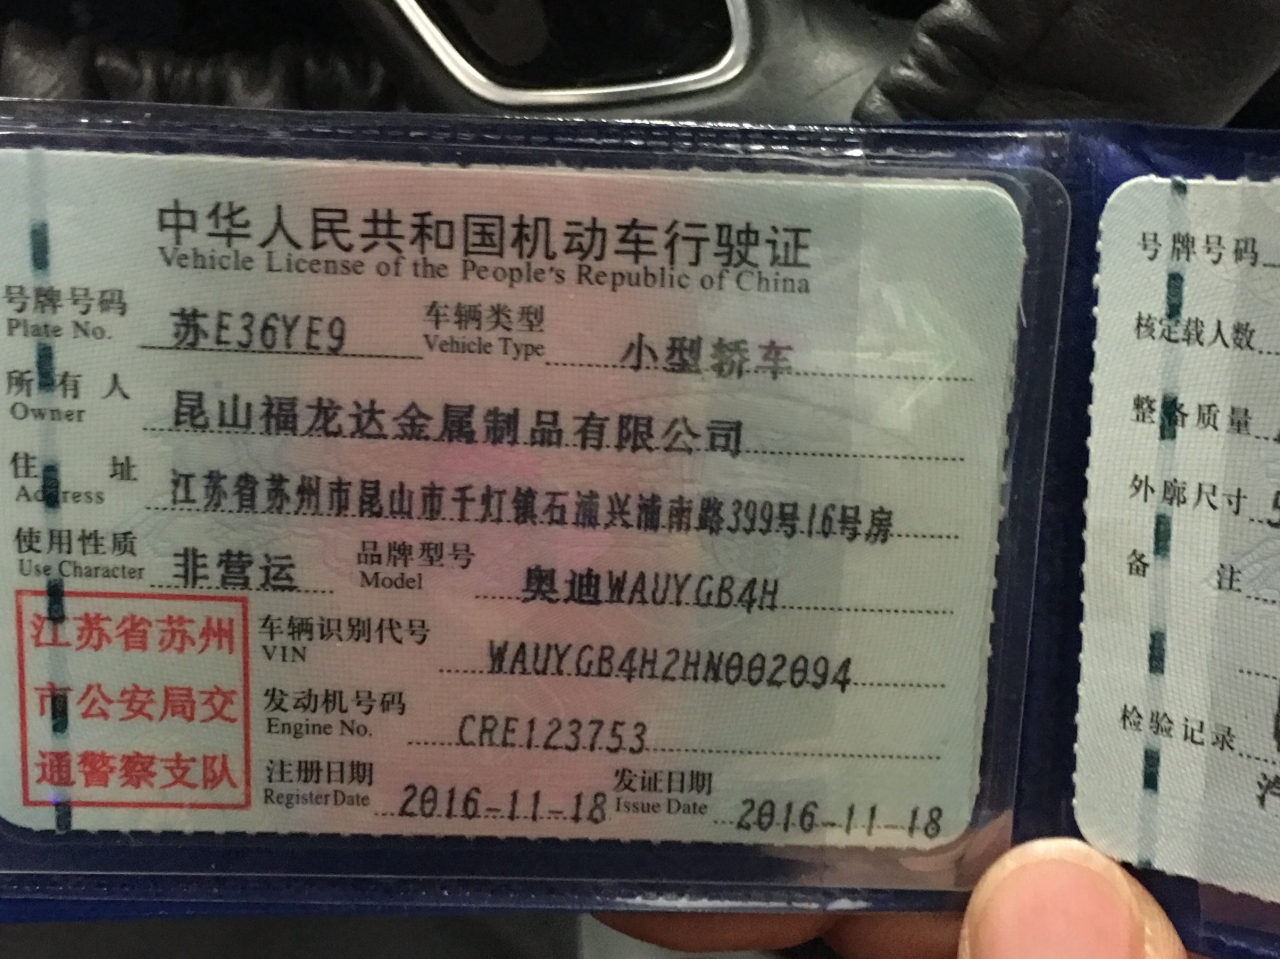 中华人民共和国机动车行驶证
Vehicle License of the People's Republic of China
号牌号码 苏E36YE9 车辆类型 小型轿车
Plate No. Vehicle Type
所有人 昆山福龙达金属制品有限公司
Owner
住址 江苏省苏州市昆山市千灯镇石浦兴浦南路399号16号房
Address
使用性质 非营运 品牌型号 奥迪WAUYGB4H
Use Character Model
江苏省苏州
市公安局交
通警察支队
车辆识别代号 WAUYGB4H2HN002094
VIN
发动机号码 CRE123753
Engine No.
注册日期 2016-11-18 发证日期 2016-11-18
Register Date Issue Date
号牌号码
核定载人数
整备质量
外廓尺寸
备注
检验记录